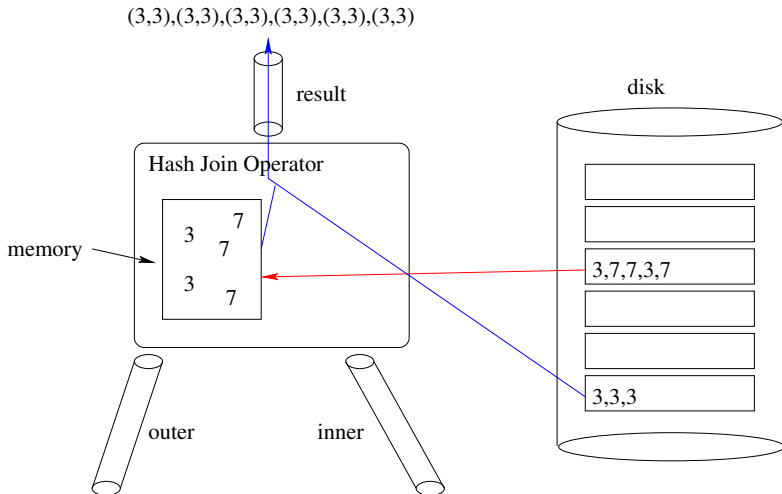 (3,3),(3,3),(3,3),(3,3),(3,3),(3,3)
result
disk
Hash Join Operator
3 7
7
3
7
memory
3,7,7,3,7
3,3,3
outer
inner